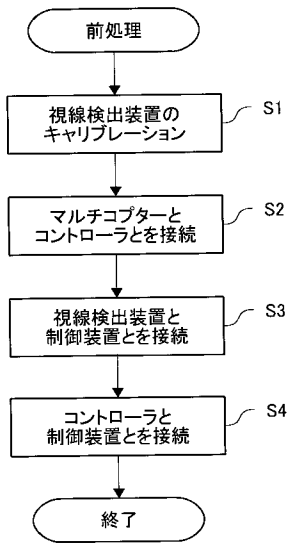 前処理
視線検出装置の
キャリブレーション
S1
マルチコプターと
コントローラとを接続
S2
視線検出装置と
制御装置とを接続
S3
コントローラと
制御装置とを接続
S4
終了